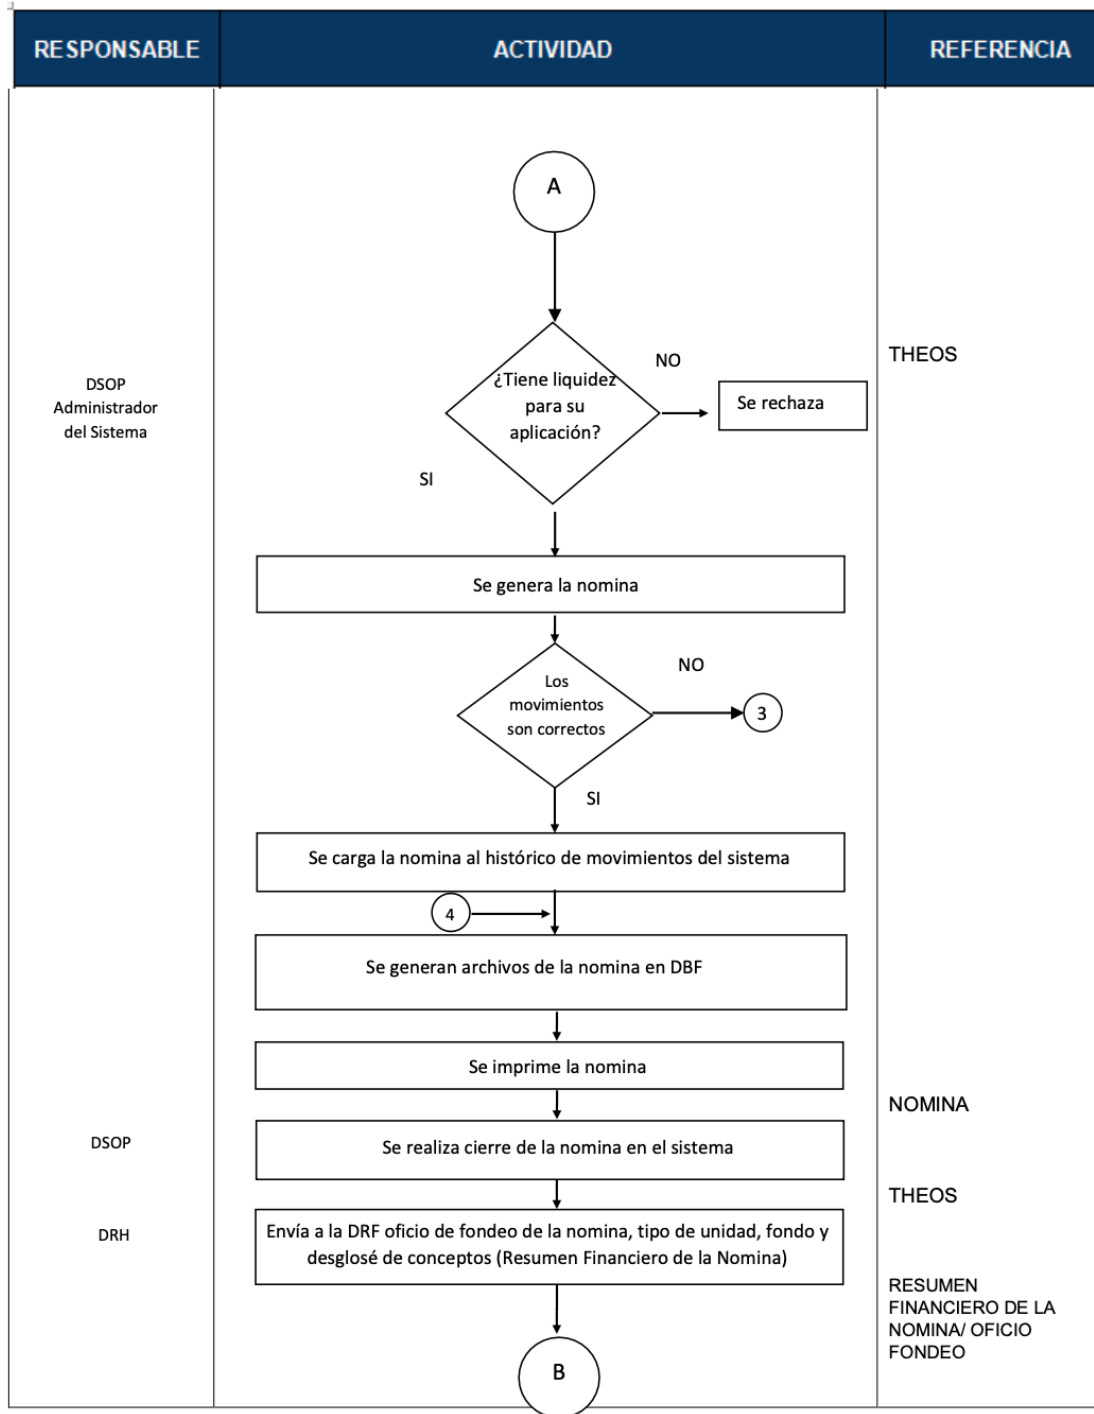 RESPONSABLE
ACTIVIDAD
REFERENCIA
A
THEOS
NO
¿Tiene liquidez
para su
aplicación?
Se rechaza
DSOP
Administrador
del Sistema
SI
Se genera la nomina
NO
Los
movimientos
son correctos
3
SI
Se carga la nomina al histórico de movimientos del sistema
4
Se generan archivos de la nomina en DBF
Se imprime la nomina
NOMINA
DSOP
Se realiza cierre de la nomina en el sistema
THEOS
DRH
Envía a la DRF oficio de fondeo de la nomina, tipo de unidad, fondo y
desglosé de conceptos (Resumen Financiero de la Nomina)
RESUMEN
FINANCIERO DE LA
NOMINA/ OFICIO
FONDEO
B